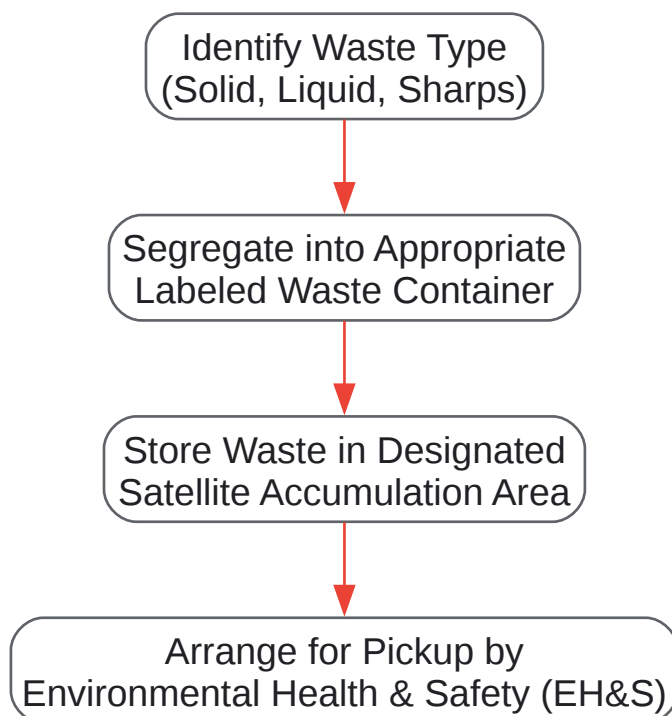 Identify Waste Type
(Solid, Liquid, Sharps)
Segregate into Appropriate
Labeled Waste Container
Store Waste in Designated
Satellite Accumulation Area
Arrange for Pickup by
Environmental Health & Safety (EH&S)